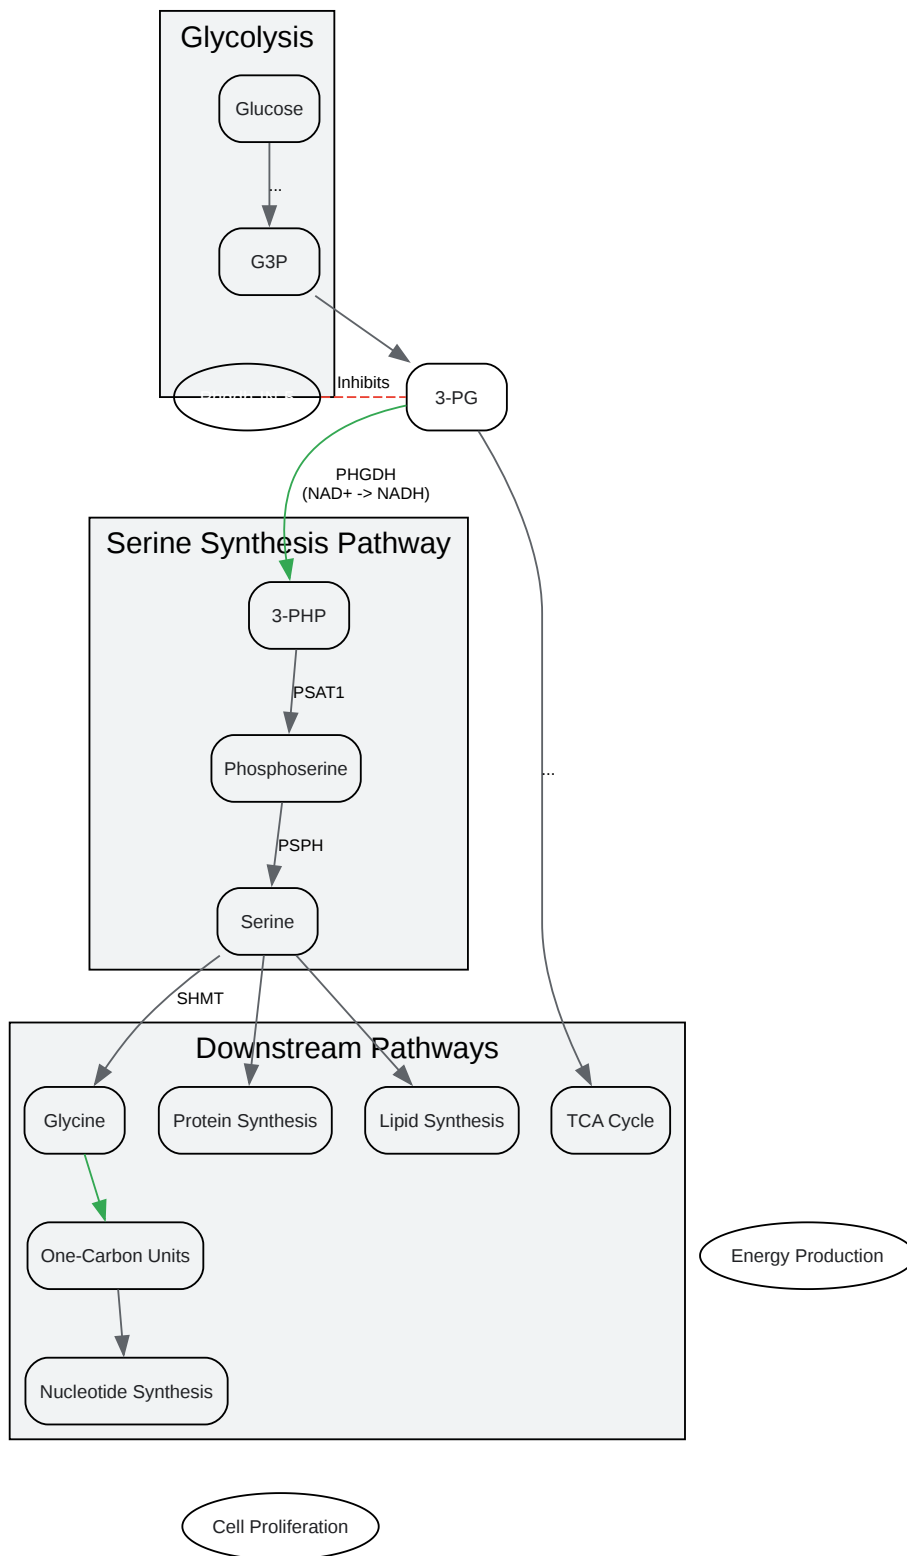 Glycolysis
Glucose
...
G3P
Inhibits
3-PG
PHGDH
(NAD+ -> NADH)
Serine Synthesis Pathway
3-PHP
PSAT1
Phosphoserine
...
PSPH
Serine
SHMT
Downstream Pathways
Glycine
Protein Synthesis
Lipid Synthesis
TCA Cycle
One-Carbon Units
Energy Production
Nucleotide Synthesis
Cell Proliferation